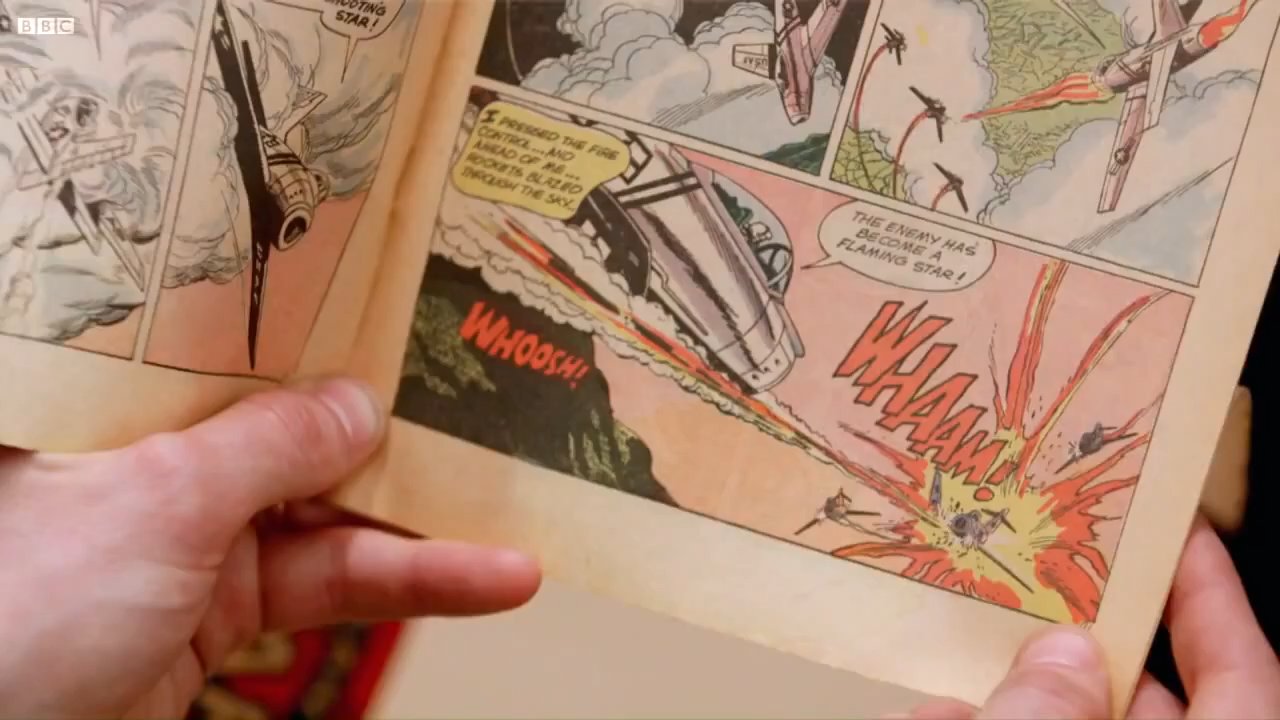 BBC
SHOOTING
STAR!
USAF
I PRESSED THE FIRE
CONTROL... AND
AHEAD OF ME...
ROCKETS BLAZED
THROUGH THE SKY...
THE ENEMY HAS
BECOME A
FLAMING STAR!
WHOOSH!
WHAAM!